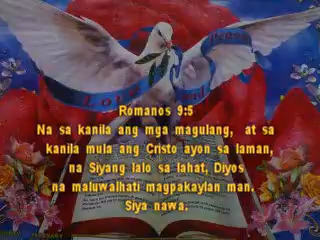 Romanos 9:5
Na sa kanila ang mga magulang, at sa
kanila mula ang Cristo ayon sa laman,
na Siyang lalo sa lahat, Diyos
na maluwalhati magpakaylan man.
Siya nawa.